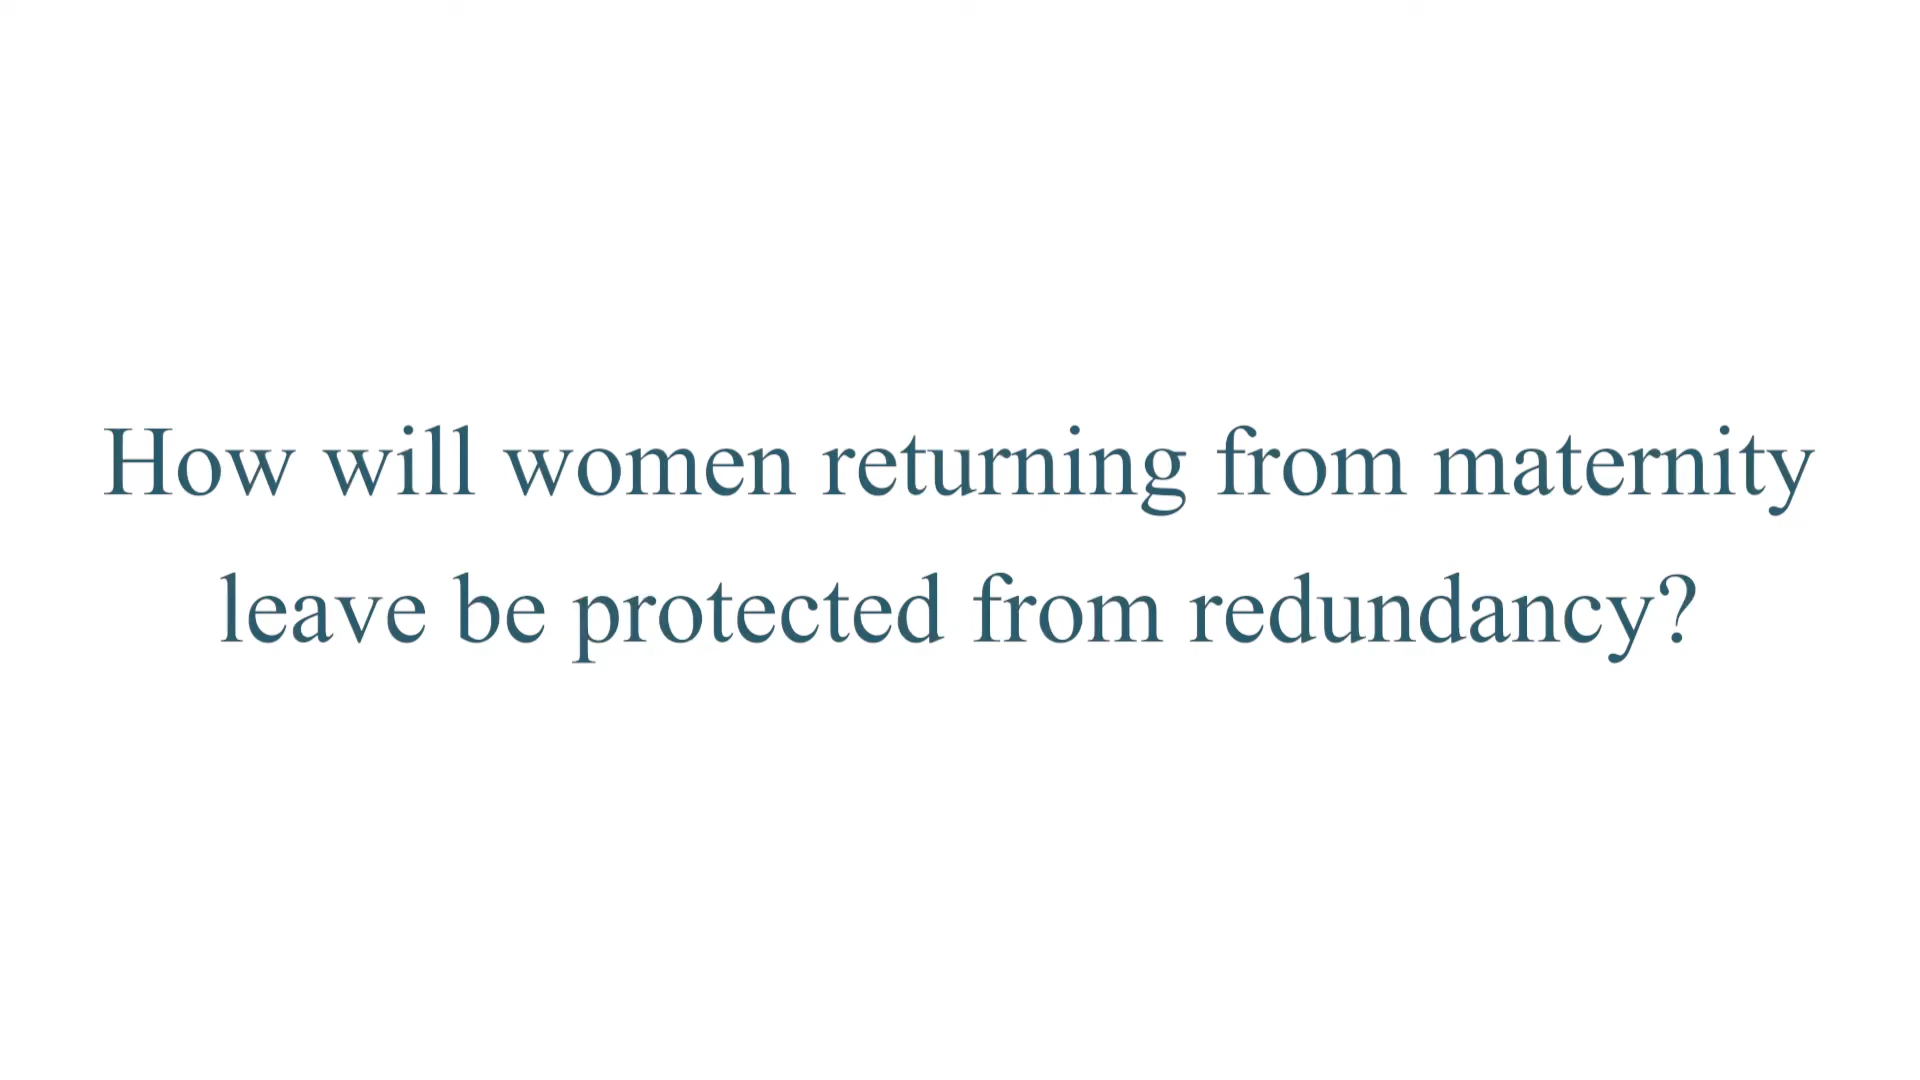 How will women returning from maternity
leave be protected from redundancy?